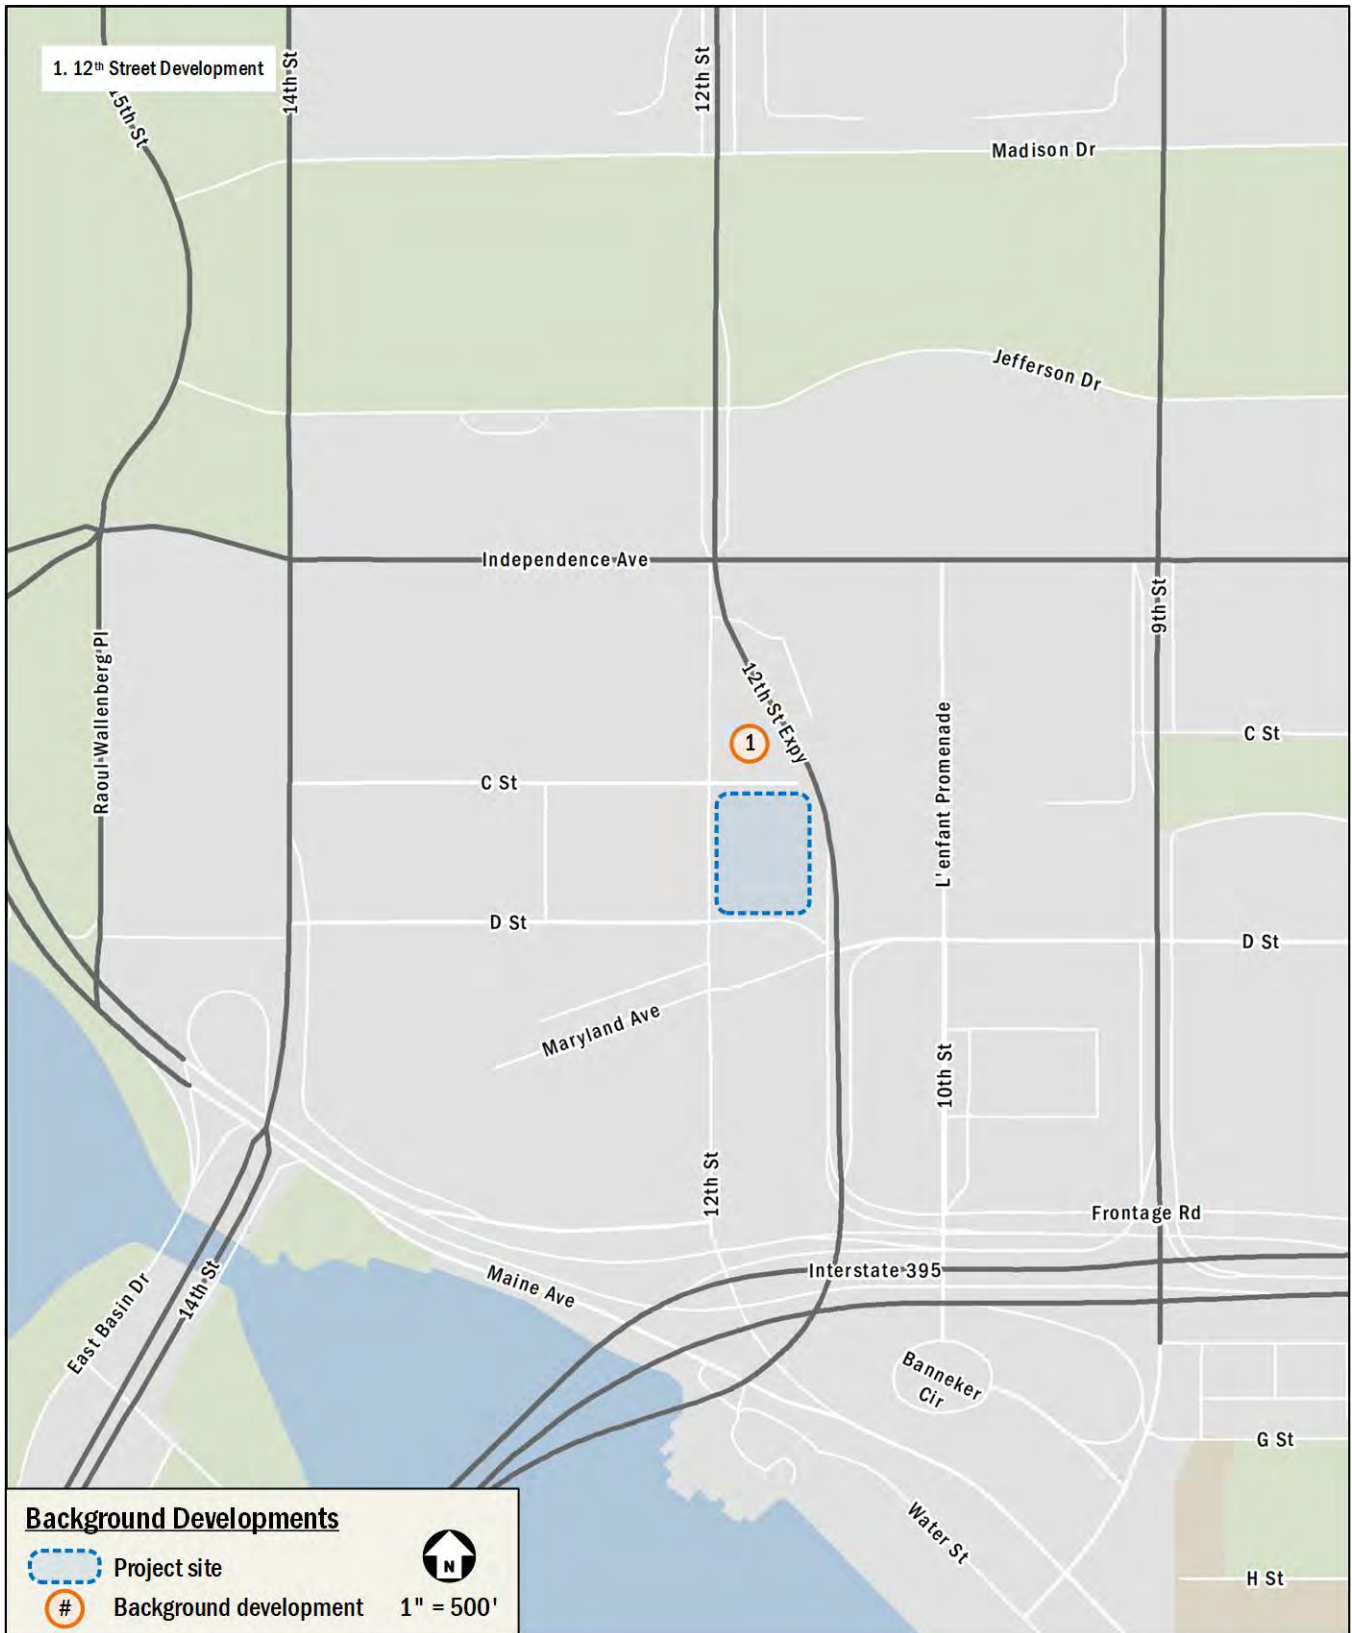 1. 12th Street Development
15th St
14th St
12th St
Madison Dr
Jefferson Dr
Independence Ave
9th St
Raoul Wallenberg Pl
12th St Expy
1
L'enfant Promenade
C St
C St
D St
D St
Maryland Ave
10th St
12th St
Frontage Rd
Interstate 395
Maine Ave
14th St
East Basin Dr
Banneker
Cir
G St
Water St
H St
Background Developments
Project site
N
# Background development
1" = 500'